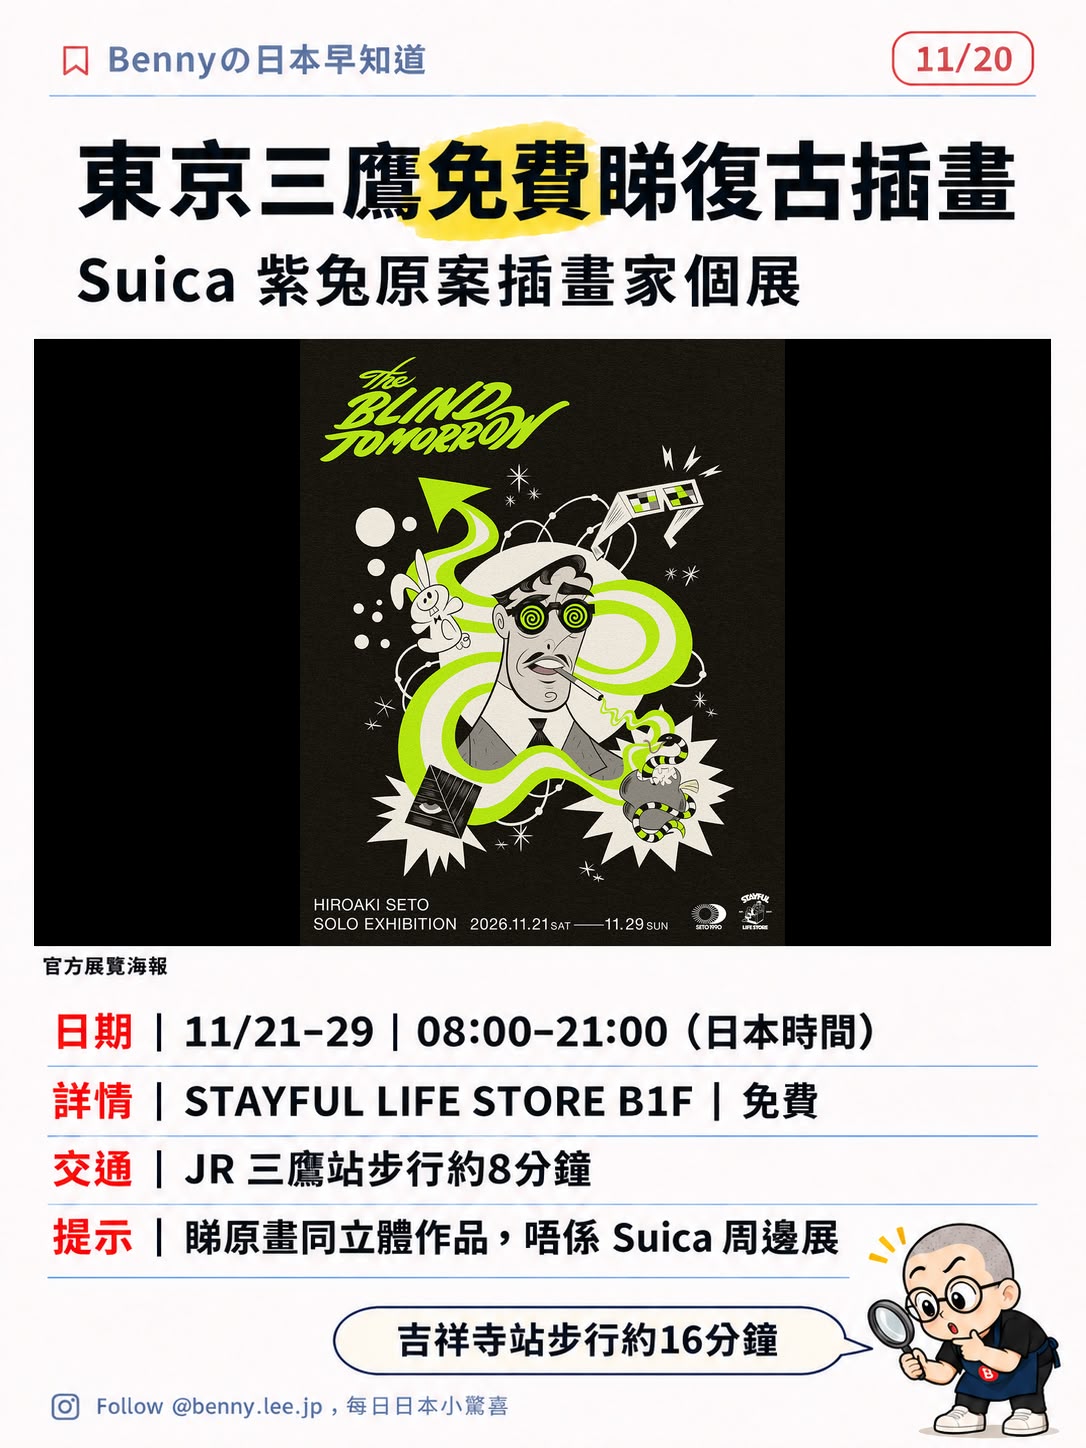 Bennyの日本早知道
11/20
東京三鷹免費睇復古插畫
Suica 紫兔原案插畫家個展
The
BLIND
TOMORROW
HIROAKI SETO
SOLO EXHIBITION 2026.11.21 SAT — 11.29 SUN
SETO 1990
STAYFUL
LIFE STORE
官方展覽海報
日期 | 11/21–29 | 08:00–21:00（日本時間）
詳情 | STAYFUL LIFE STORE B1F | 免費
交通 | JR 三鷹站步行約8分鐘
提示 | 睇原畫同立體作品，唔係 Suica 周邊展
吉祥寺站步行約16分鐘
B
Follow @benny.lee.jp，每日日本小驚喜